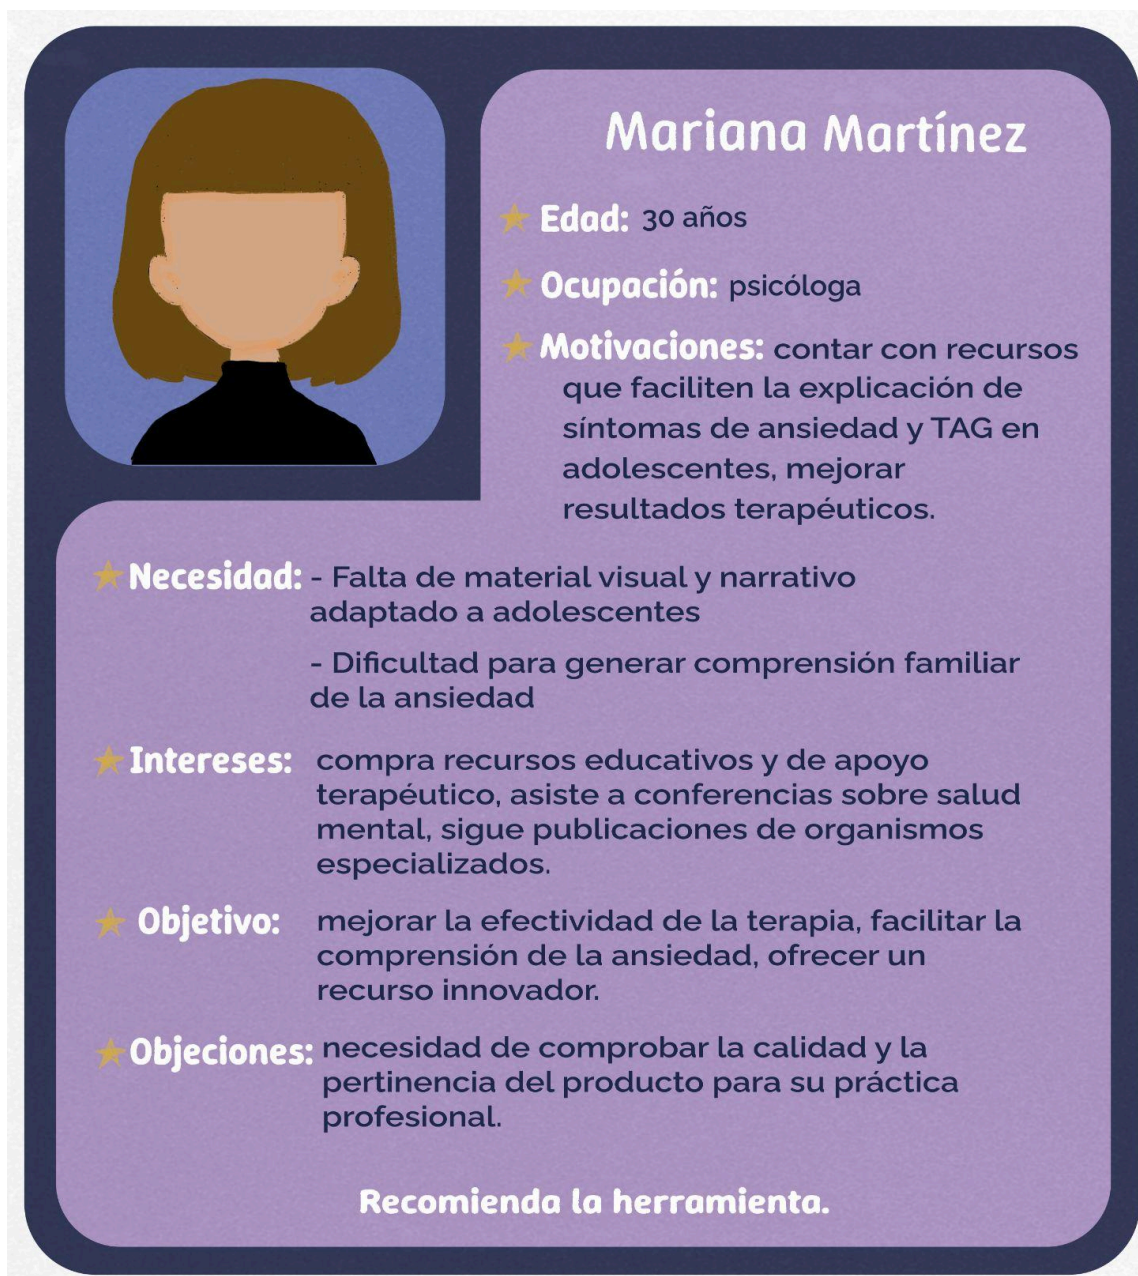 Mariana Martínez
Edad: 30 años
Ocupación: psicóloga
Motivaciones: contar con recursos
que faciliten la explicación de
síntomas de ansiedad y TAG en
adolescentes, mejorar
resultados terapéuticos.
Necesidad: - Falta de material visual y narrativo
adaptado a adolescentes
- Dificultad para generar comprensión familiar
de la ansiedad
Intereses: compra recursos educativos y de apoyo
terapéutico, asiste a conferencias sobre salud
mental, sigue publicaciones de organismos
especializados.
Objetivo: mejorar la efectividad de la terapia, facilitar la
comprensión de la ansiedad, ofrecer un
recurso innovador.
Objeciones: necesidad de comprobar la calidad y la
pertinencia del producto para su práctica
profesional.
Recomienda la herramienta.